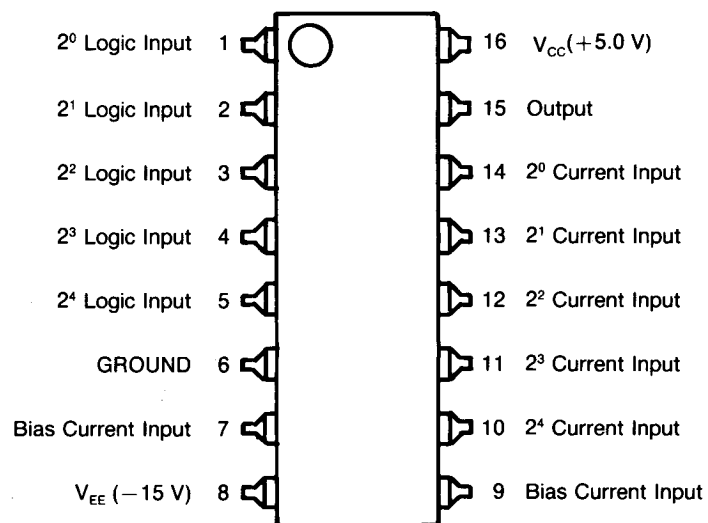 2⁰ Logic Input 1 16 V_CC (+5.0 V)
2¹ Logic Input 2 15 Output
2² Logic Input 3 14 2⁰ Current Input
2³ Logic Input 4 13 2¹ Current Input
2⁴ Logic Input 5 12 2² Current Input
GROUND 6 11 2³ Current Input
Bias Current Input 7 10 2⁴ Current Input
V_EE (−15 V) 8 9 Bias Current Input